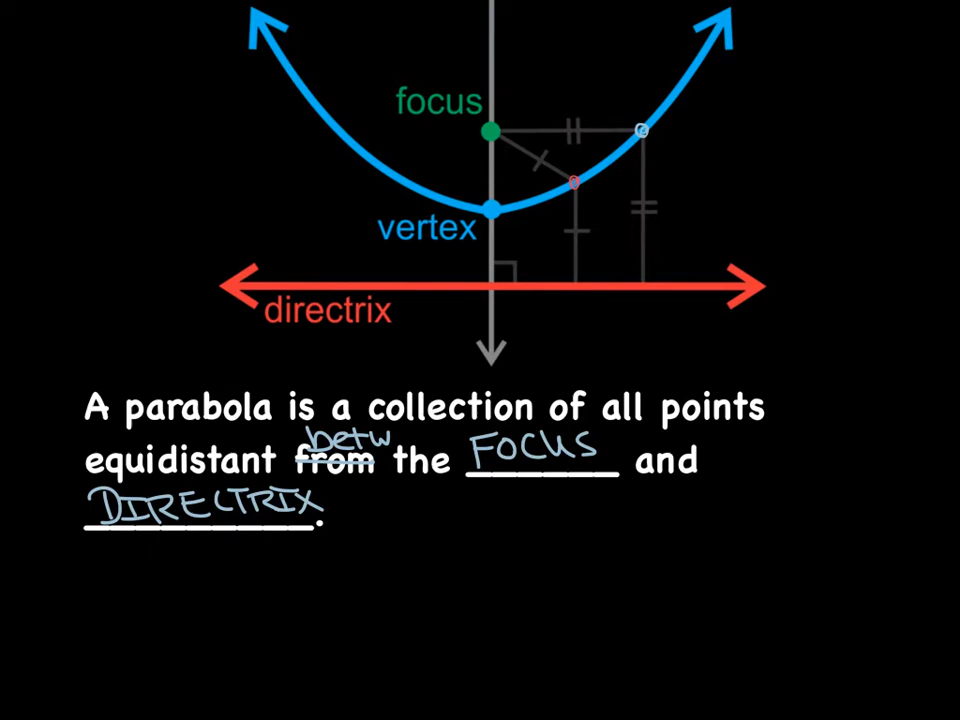 focus
vertex
directrix
A parabola is a collection of all points
betw
equidistant from the FOCUS and
DIRECTRIX.